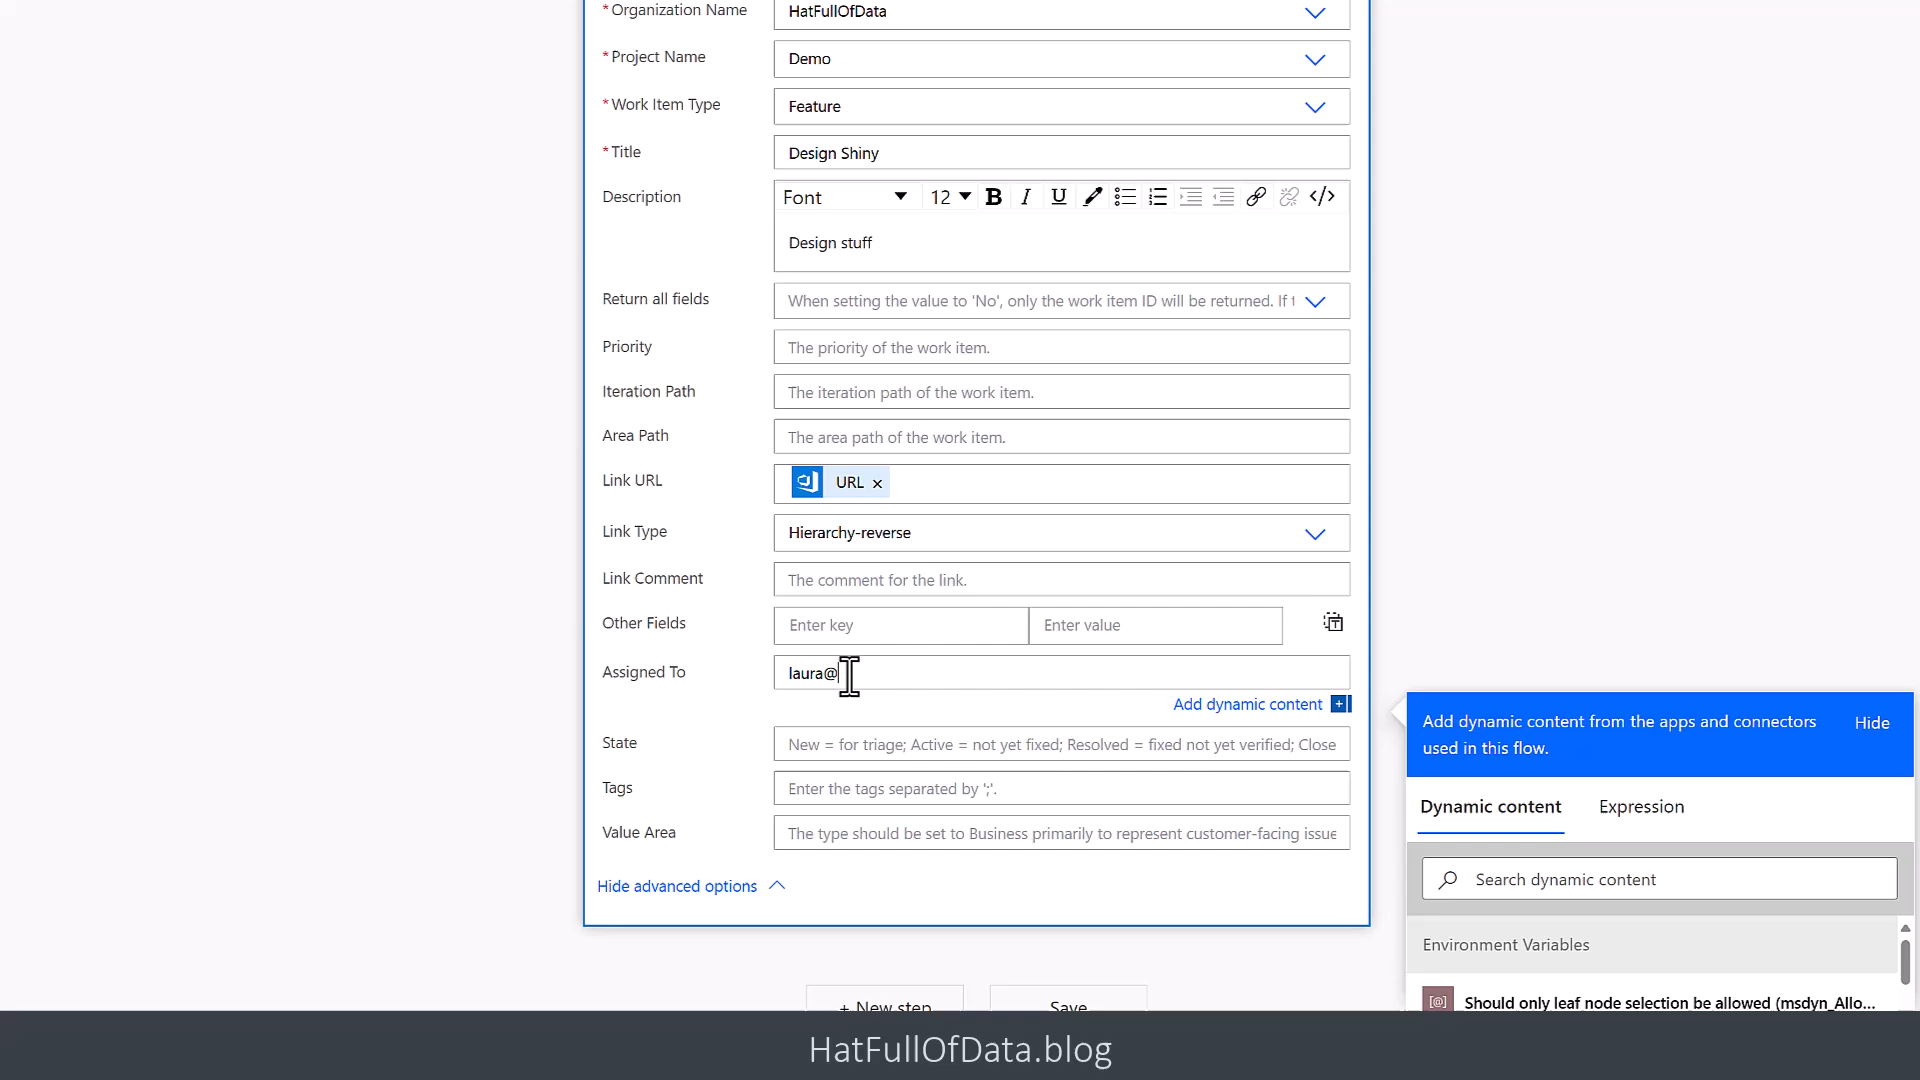 * Organization Name
HatFullOfData
* Project Name
Demo
* Work Item Type
Feature
* Title
Design Shiny
Description
Font 12 B I U </>
Design stuff
Return all fields
When setting the value to 'No', only the work item ID will be returned. If t
Priority
The priority of the work item.
Iteration Path
The iteration path of the work item.
Area Path
The area path of the work item.
Link URL
URL ×
Link Type
Hierarchy-reverse
Link Comment
The comment for the link.
Other Fields
Enter key
Enter value
Assigned To
laura@
Add dynamic content +
State
New = for triage; Active = not yet fixed; Resolved = fixed not yet verified; Close
Tags
Enter the tags separated by ';'.
Value Area
The type should be set to Business primarily to represent customer-facing issue
Hide advanced options
+ New step
Save
Add dynamic content from the apps and connectors
used in this flow.
Hide
Dynamic content
Expression
Search dynamic content
Environment Variables
Should only leaf node selection be allowed (msdyn_Allo...
HatFullOfData.blog